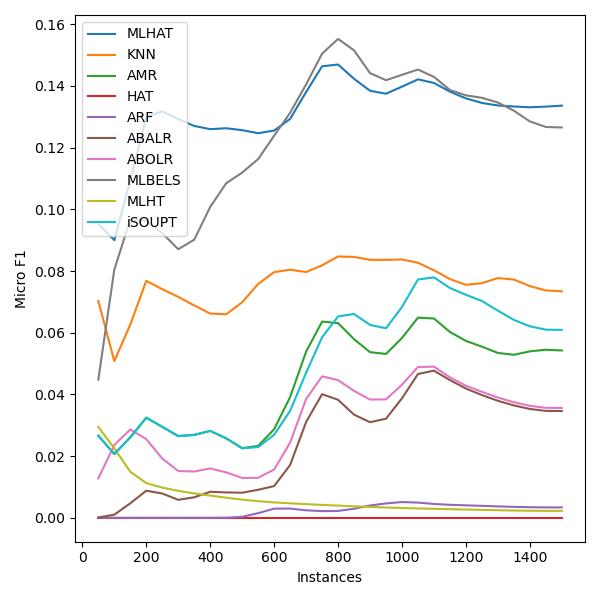 0.16
0.14
0.12
0.10
0.08
0.06
0.04
0.02
0.00
Micro F1
MLHAT
KNN
AMR
HAT
ARF
ABALR
ABOLR
MLBELS
MLHT
iSOUPT
0 200 400 600 800 1000 1200 1400
Instances